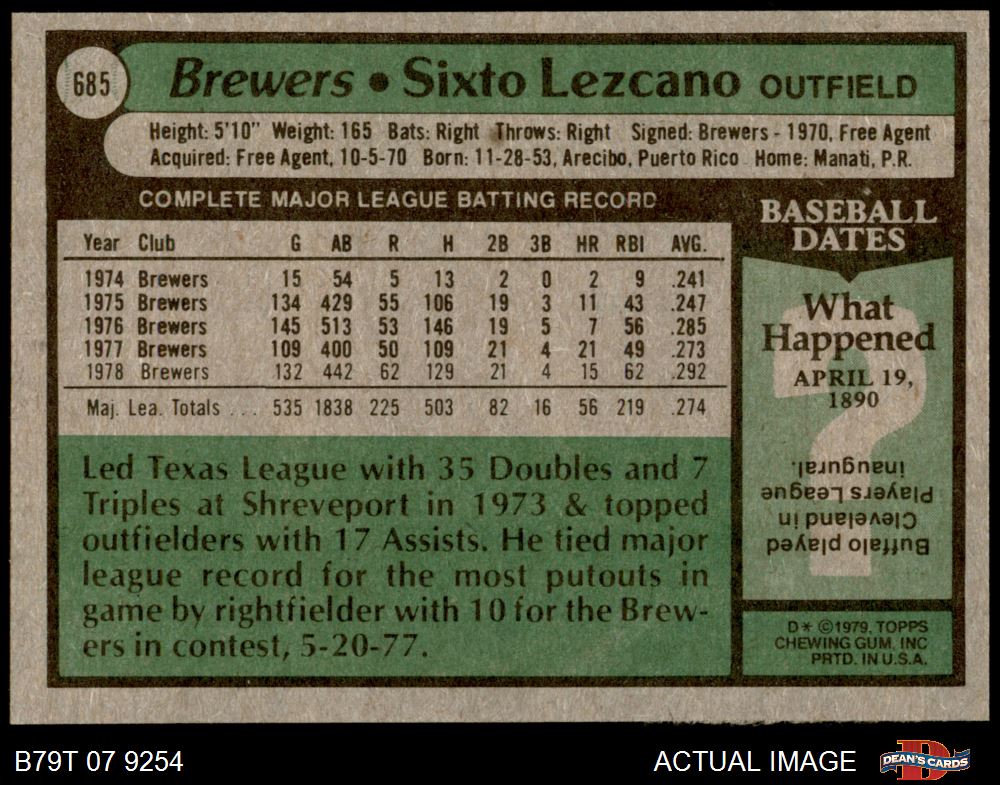 685
Brewers • Sixto Lezcano OUTFIELD
Height: 5'10" Weight: 165 Bats: Right Throws: Right Signed: Brewers - 1970, Free Agent
Acquired: Free Agent, 10-5-70 Born: 11-28-53, Arecibo, Puerto Rico Home: Manati, P.R.
COMPLETE MAJOR LEAGUE BATTING RECORD
Year Club G AB R H 2B 3B HR RBI AVG.
1974 Brewers 15 54 5 13 2 0 2 9 .241
1975 Brewers 134 429 55 106 19 3 11 43 .247
1976 Brewers 145 513 53 146 19 5 7 56 .285
1977 Brewers 109 400 50 109 21 4 21 49 .273
1978 Brewers 132 442 62 129 21 4 15 62 .292
Maj. Lea. Totals ... 535 1838 225 503 82 16 56 219 .274
Led Texas League with 35 Doubles and 7
Triples at Shreveport in 1973 & topped
outfielders with 17 Assists. He tied major
league record for the most putouts in
game by rightfielder with 10 for the Brew-
ers in contest, 5-20-77.
BASEBALL
DATES
What
Happened
APRIL 19,
1890
?
Buffalo played
Cleveland in
Players League
inaugural.
D* ©1979, TOPPS
CHEWING GUM, INC
PRTD. IN U.S.A.
B79T 07 9254
ACTUAL IMAGE
D
DEAN'S CARDS